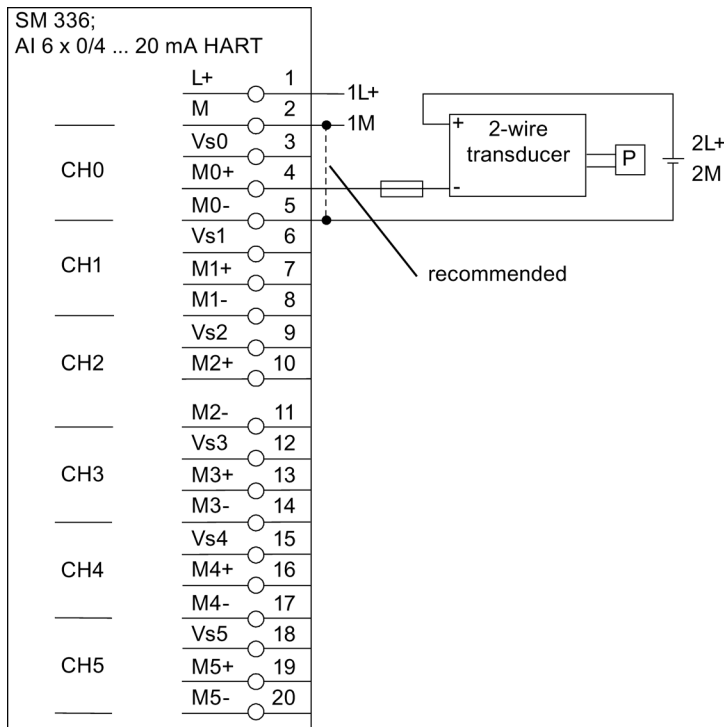 SM 336;
AI 6 x 0/4 ... 20 mA HART
L+ 1
1L+
M 2
1M
CH0
Vs0 3
M0+ 4
M0- 5
+ 2-wire
transducer
-
P
2L+
2M
recommended
CH1
Vs1 6
M1+ 7
M1- 8
CH2
Vs2 9
M2+ 10
M2- 11
CH3
Vs3 12
M3+ 13
M3- 14
CH4
Vs4 15
M4+ 16
M4- 17
CH5
Vs5 18
M5+ 19
M5- 20